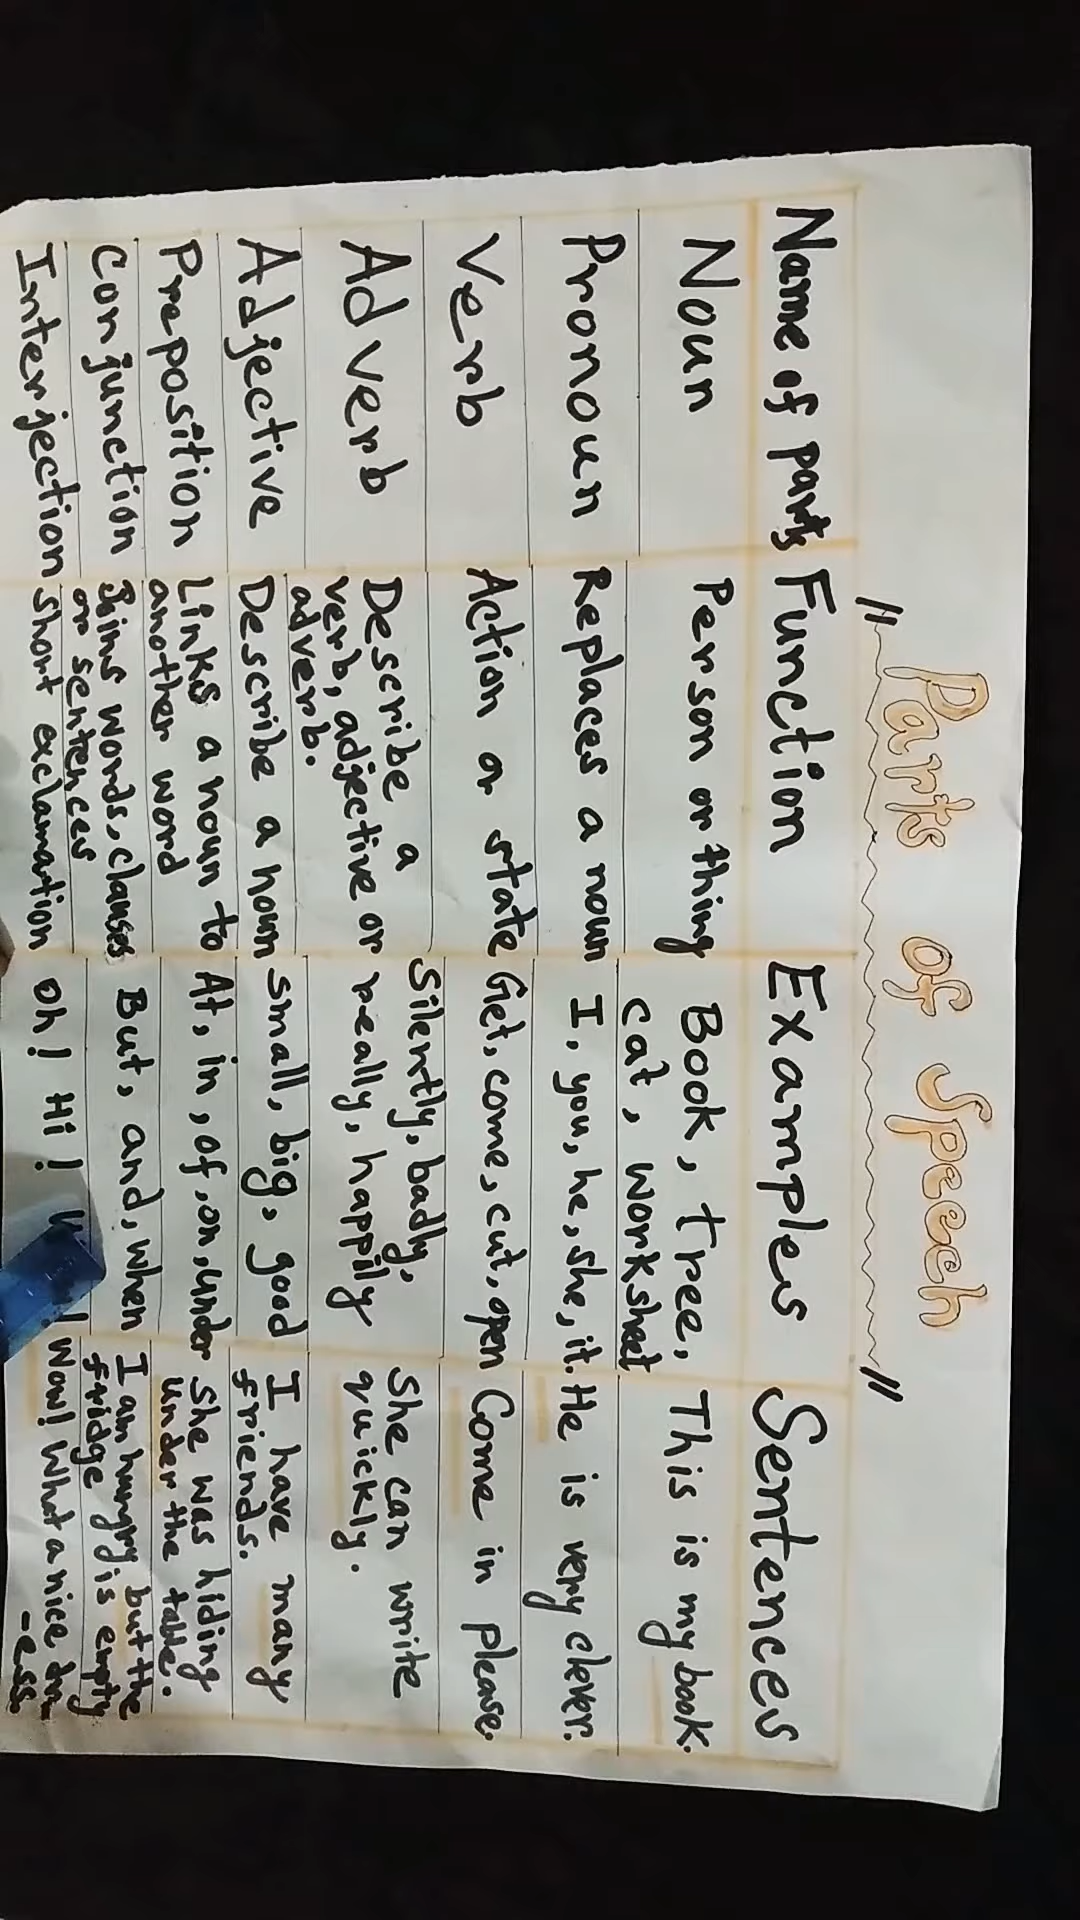 "Parts of Speech"
Name of parts Function Examples Sentences
Noun Person or thing Book, tree, This is my book.
cat, worksheet
Pronoun Replaces a noun I, you, he, she, it. He is very clever.
Verb Action or state Get, come, cut, open Come in please.
Adverb Describe a Silently, badly, She can write
verb, adjective or really, happily quickly.
adverb.
Adjective Describe a noun small, big, good I have many
friends.
Preposition Links a noun to At, in, of, on, under She was hiding
another word under the table.
Conjunction Joins words, clauses But, and, when I am hungry but the
or sentences fridge is empty
Interjection Short exclamation Oh! Hi! Wow! What a nice
-ess